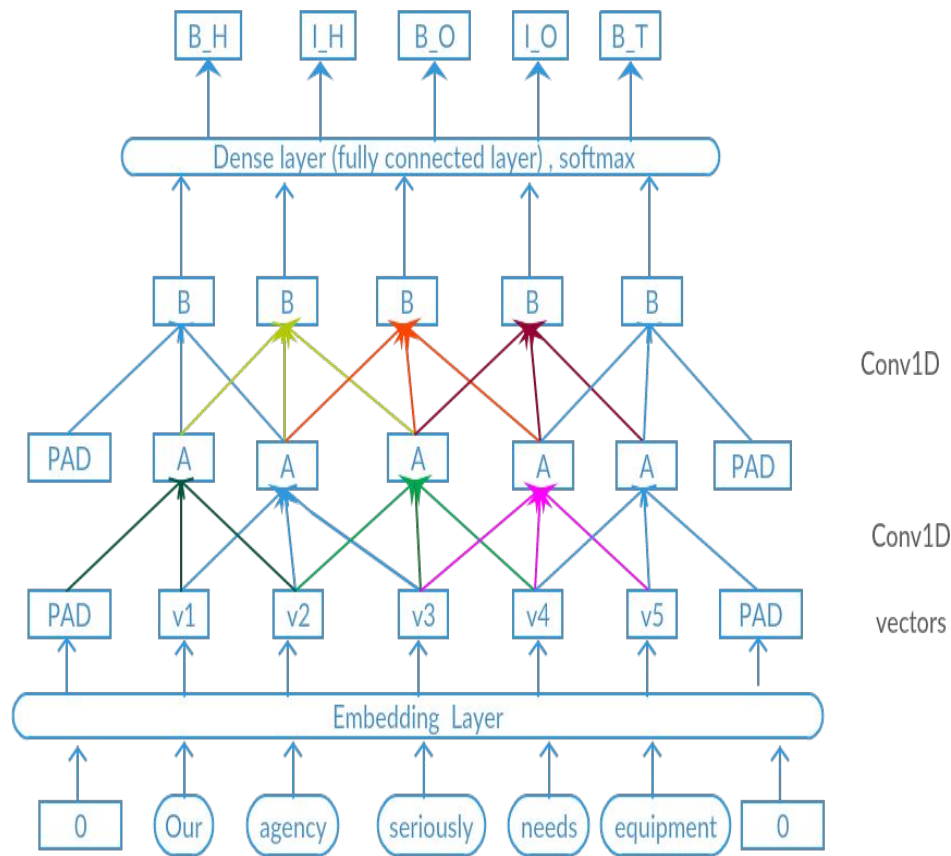 B_H I_H B_O I_O B_T
Dense layer (fully connected layer) , softmax
B B B B B
Conv1D
PAD A A A A A PAD
Conv1D
PAD v1 v2 v3 v4 v5 PAD
vectors
Embedding Layer
0 Our agency seriously needs equipment 0